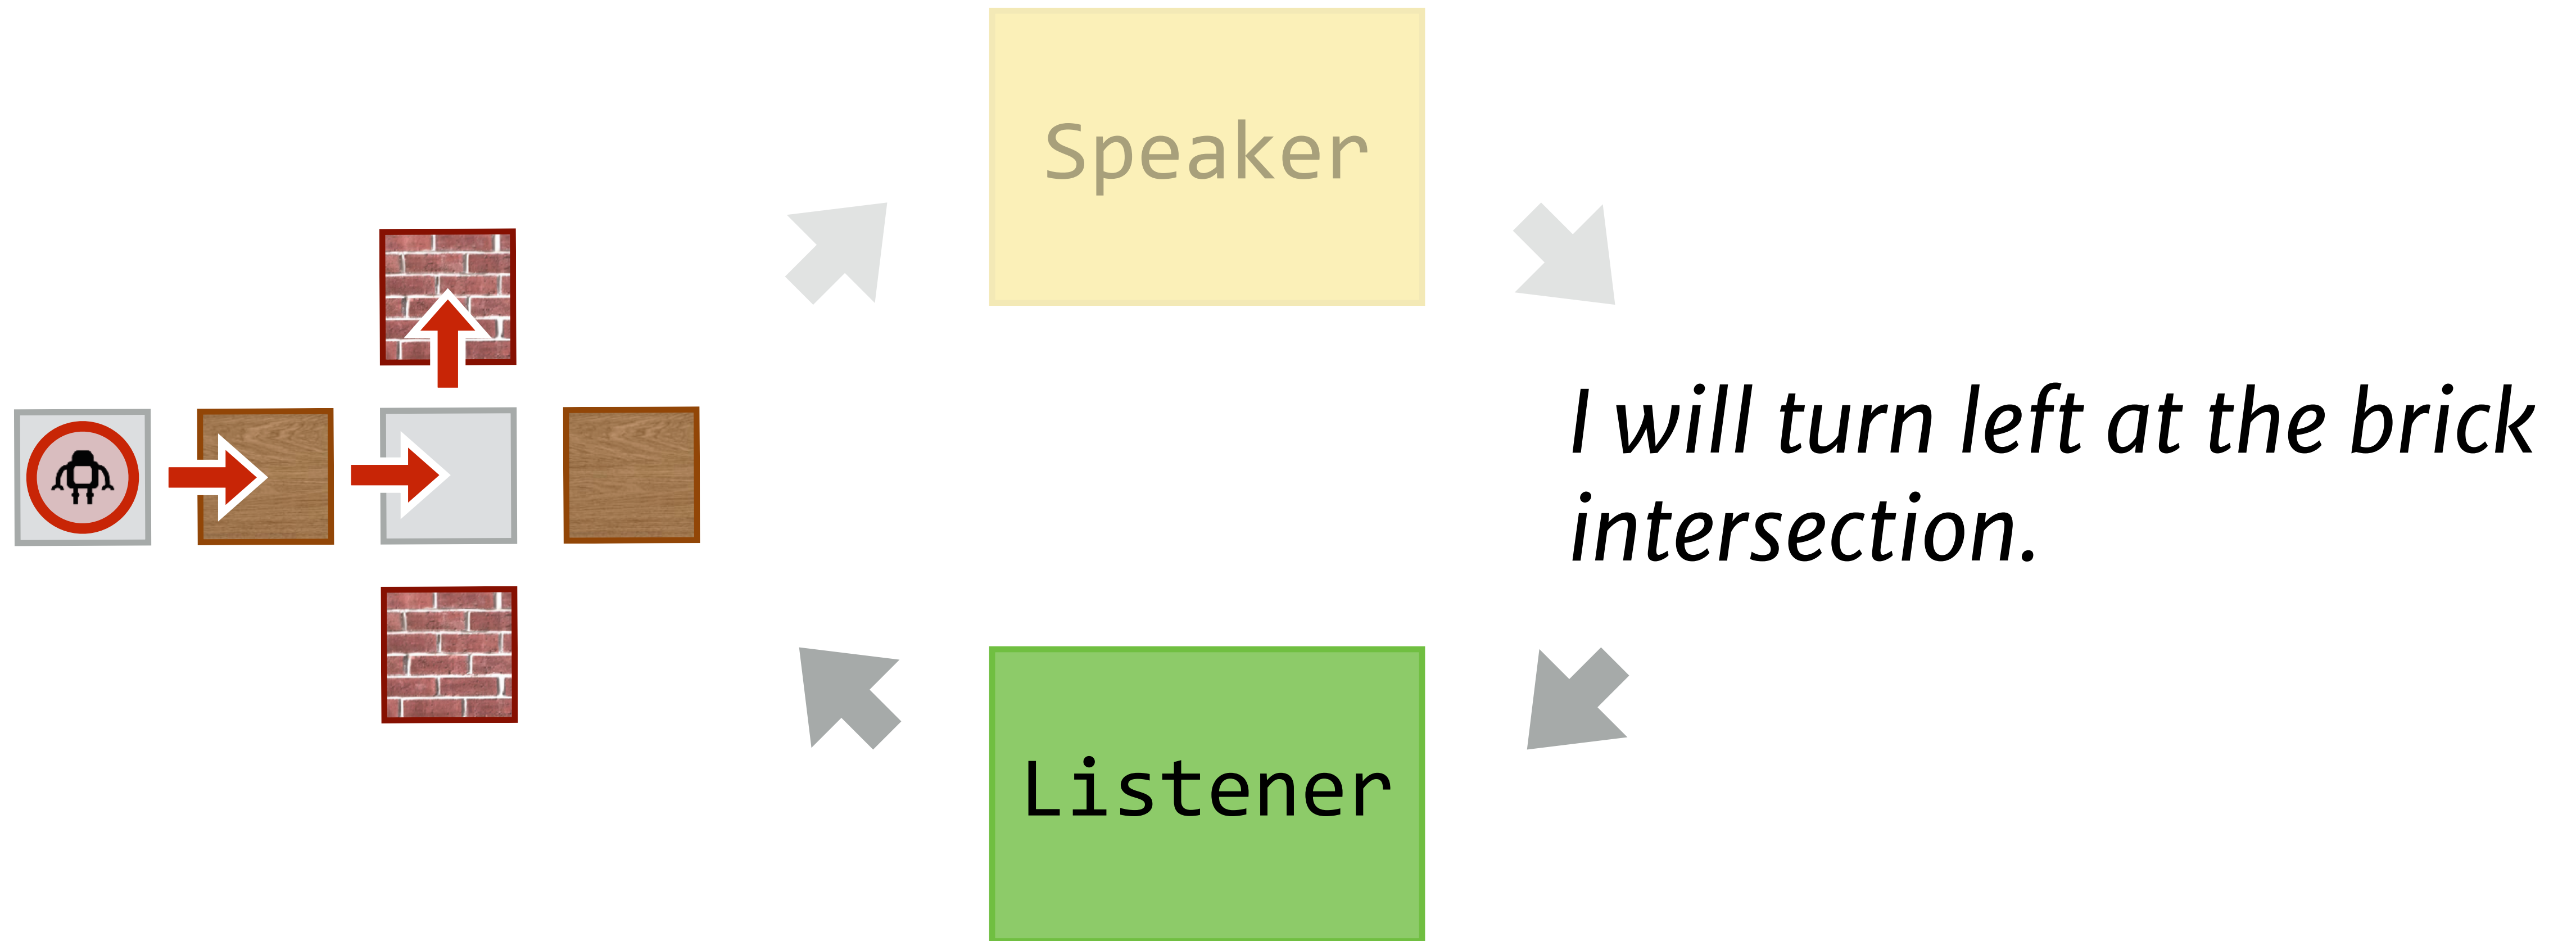 Speaker
I will turn left at the brick
intersection.
Listener